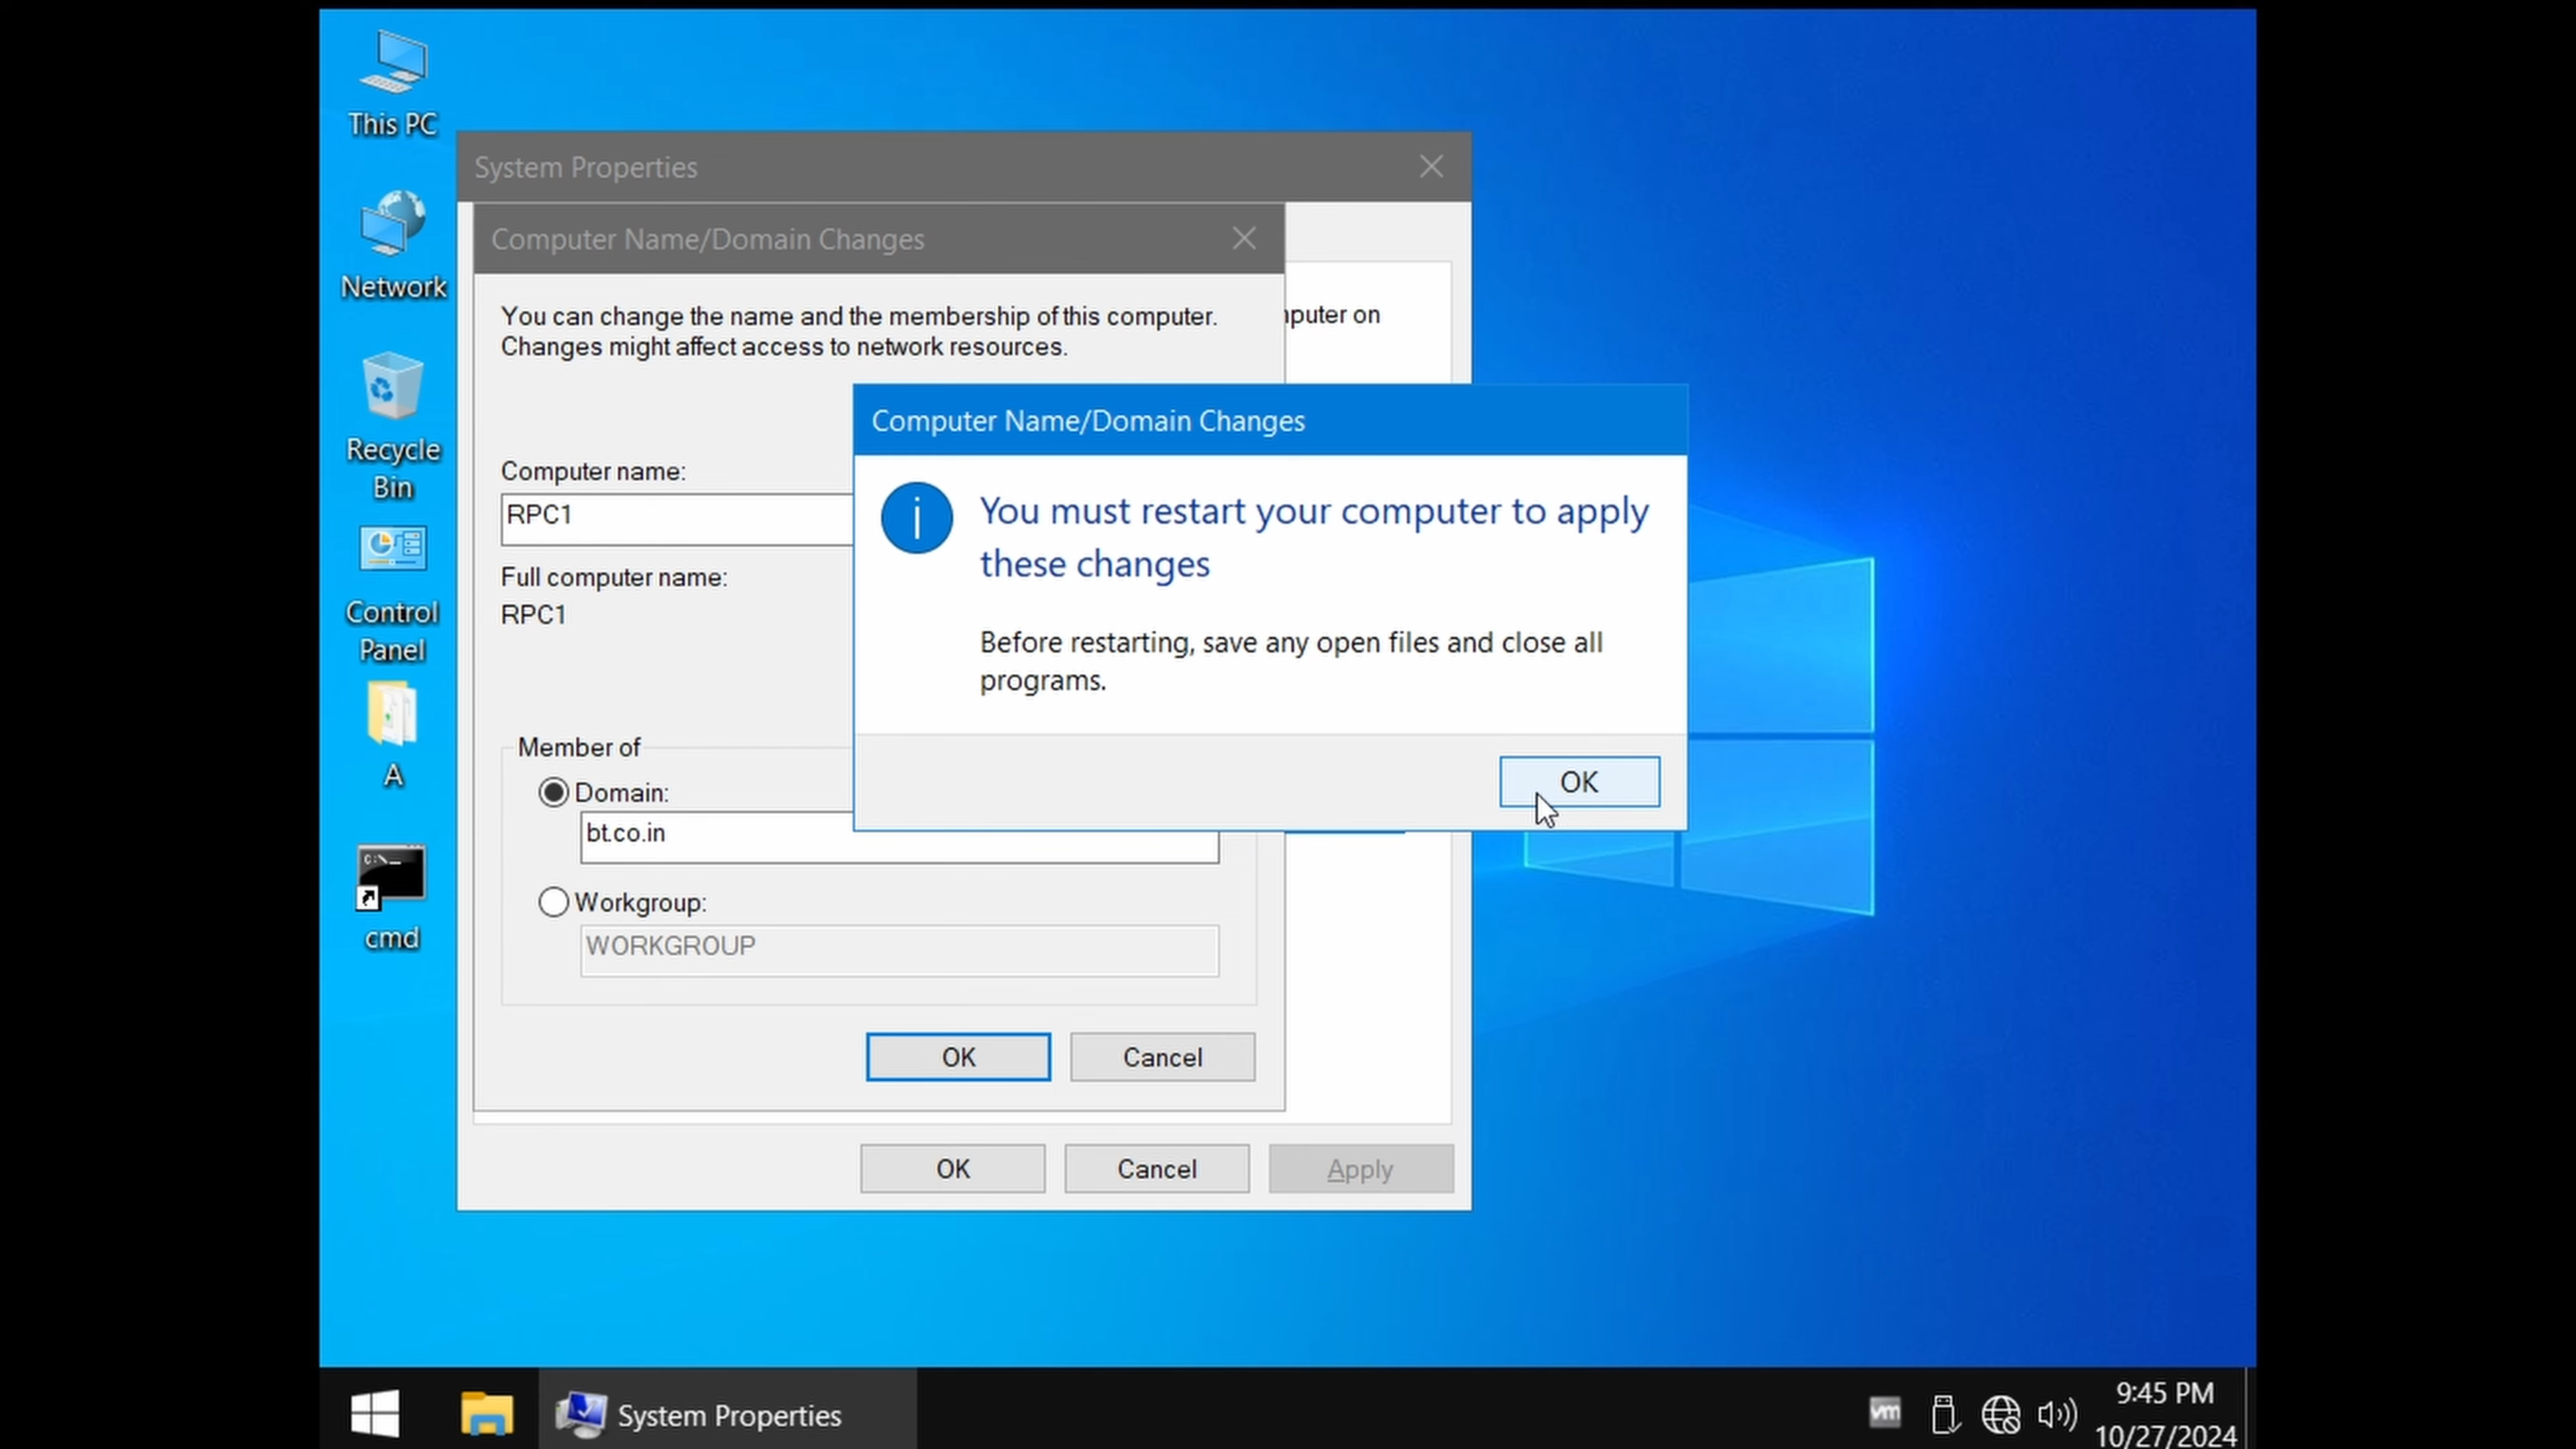 This PC
Network
Recycle
Bin
Control
Panel
A
C:\
cmd
System Properties
Computer Name/Domain Changes
You can change the name and the membership of this computer.
Changes might affect access to network resources.
computer on
Computer name:
RPC1
Full computer name:
RPC1
Member of
Domain:
bt.co.in
Workgroup:
WORKGROUP
OK
Cancel
OK
Cancel
Apply
Computer Name/Domain Changes
You must restart your computer to apply
these changes
Before restarting, save any open files and close all
programs.
OK
System Properties
vm
9:45 PM
10/27/2024